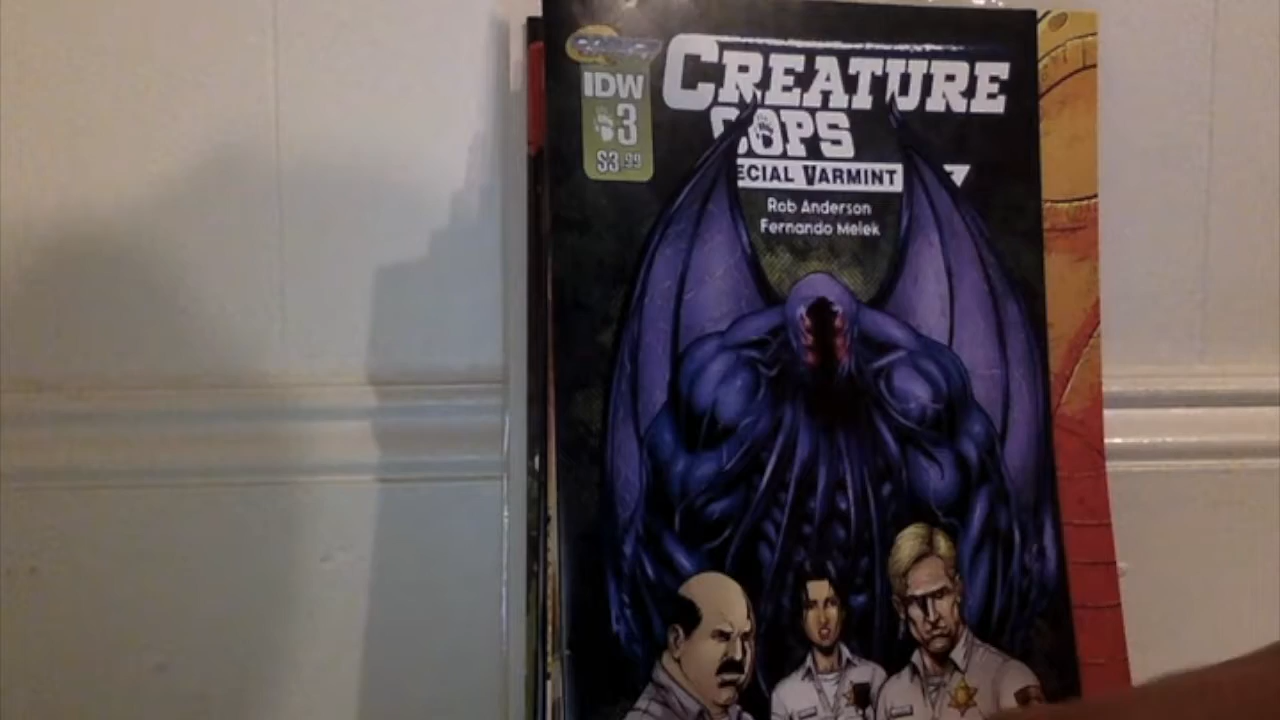 IDW
3
$3.99
CREATURE
COPS
ECIAL VARMINT
Rob Anderson
Fernando Melek